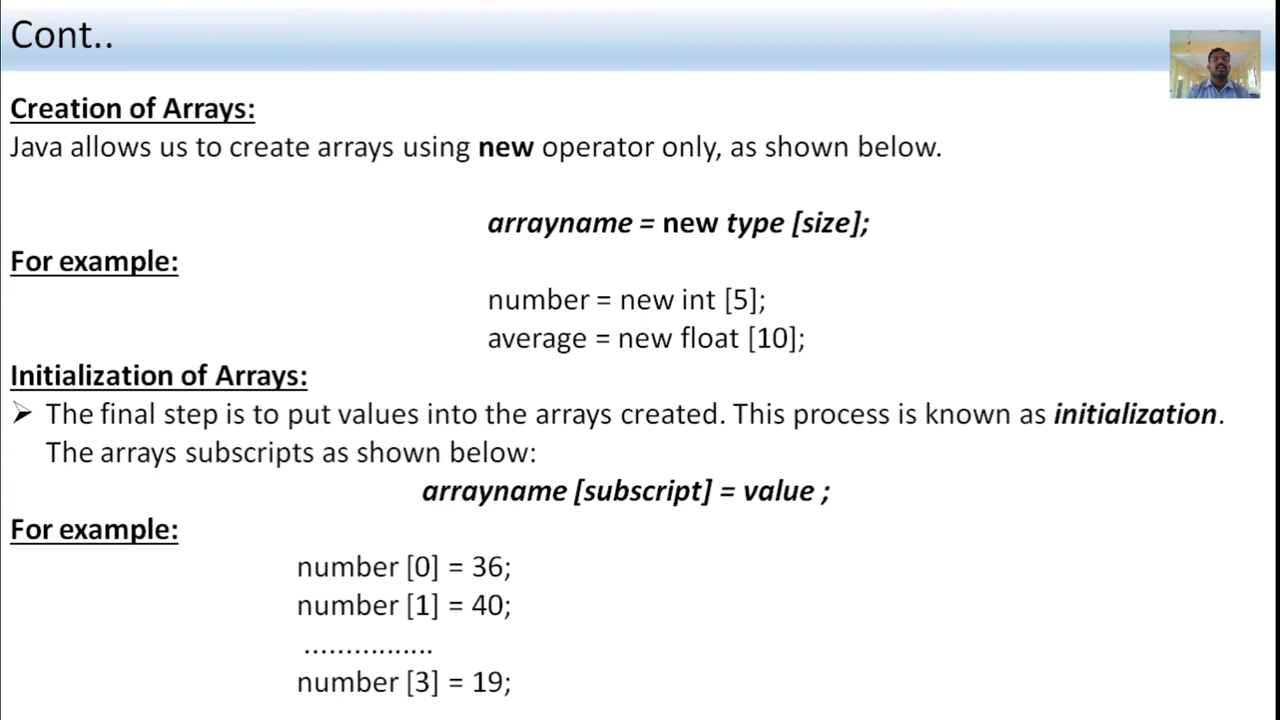 Cont..
Creation of Arrays:
Java allows us to create arrays using new operator only, as shown below.
arrayname = new type [size];
For example:
number = new int [5];
average = new float [10];
Initialization of Arrays:
➢ The final step is to put values into the arrays created. This process is known as initialization.
The arrays subscripts as shown below:
arrayname [subscript] = value ;
For example:
number [0] = 36;
number [1] = 40;
................
number [3] = 19;